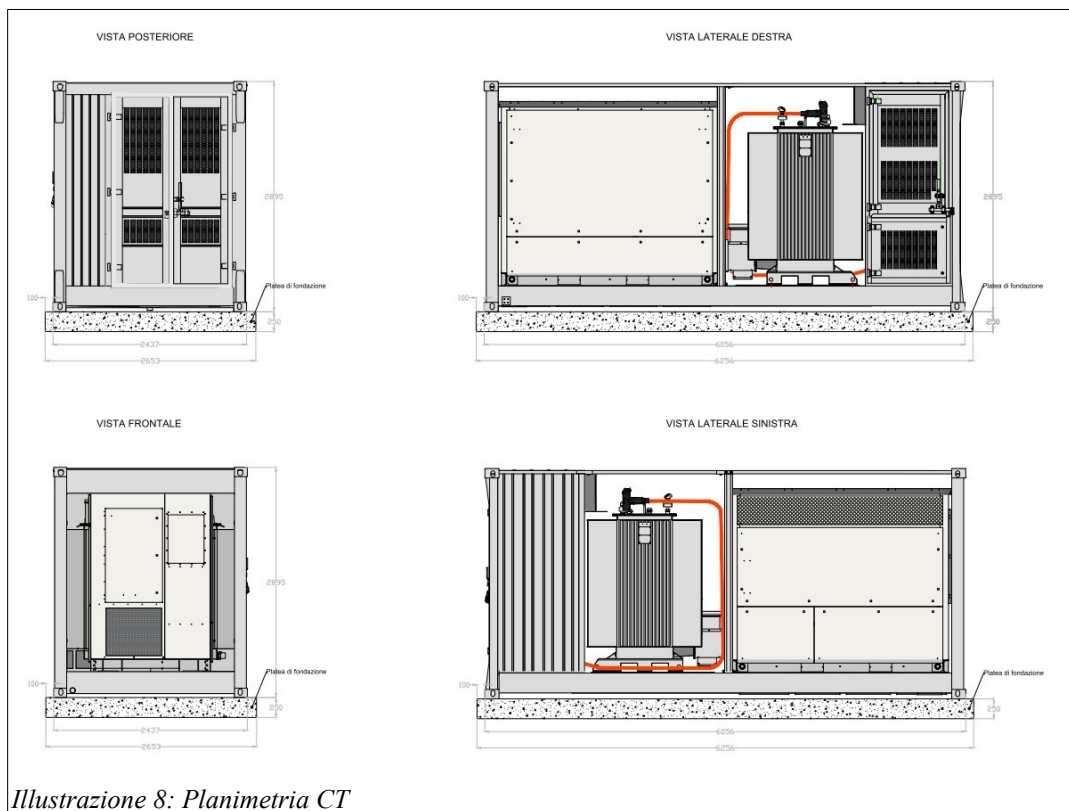 VISTA POSTERIORE
VISTA LATERALE DESTRA
2895
2895
Platea di fondazione
Platea di fondazione
100
100
250
2437
6056
2653
6256
VISTA FRONTALE
VISTA LATERALE SINISTRA
2895
2895
Platea di fondazione
Platea di fondazione
100
100
250
250
2437
6056
2653
6256
Illustrazione 8: Planimetria CT